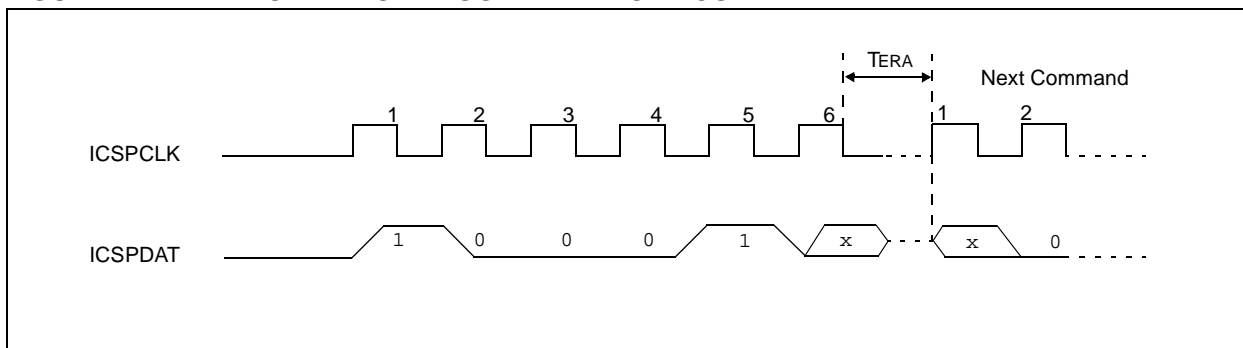 TERA
Next Command
1 2 3 4 5 6 1 2
ICSPCLK
1 0 0 0 1 x x 0
ICSPDAT